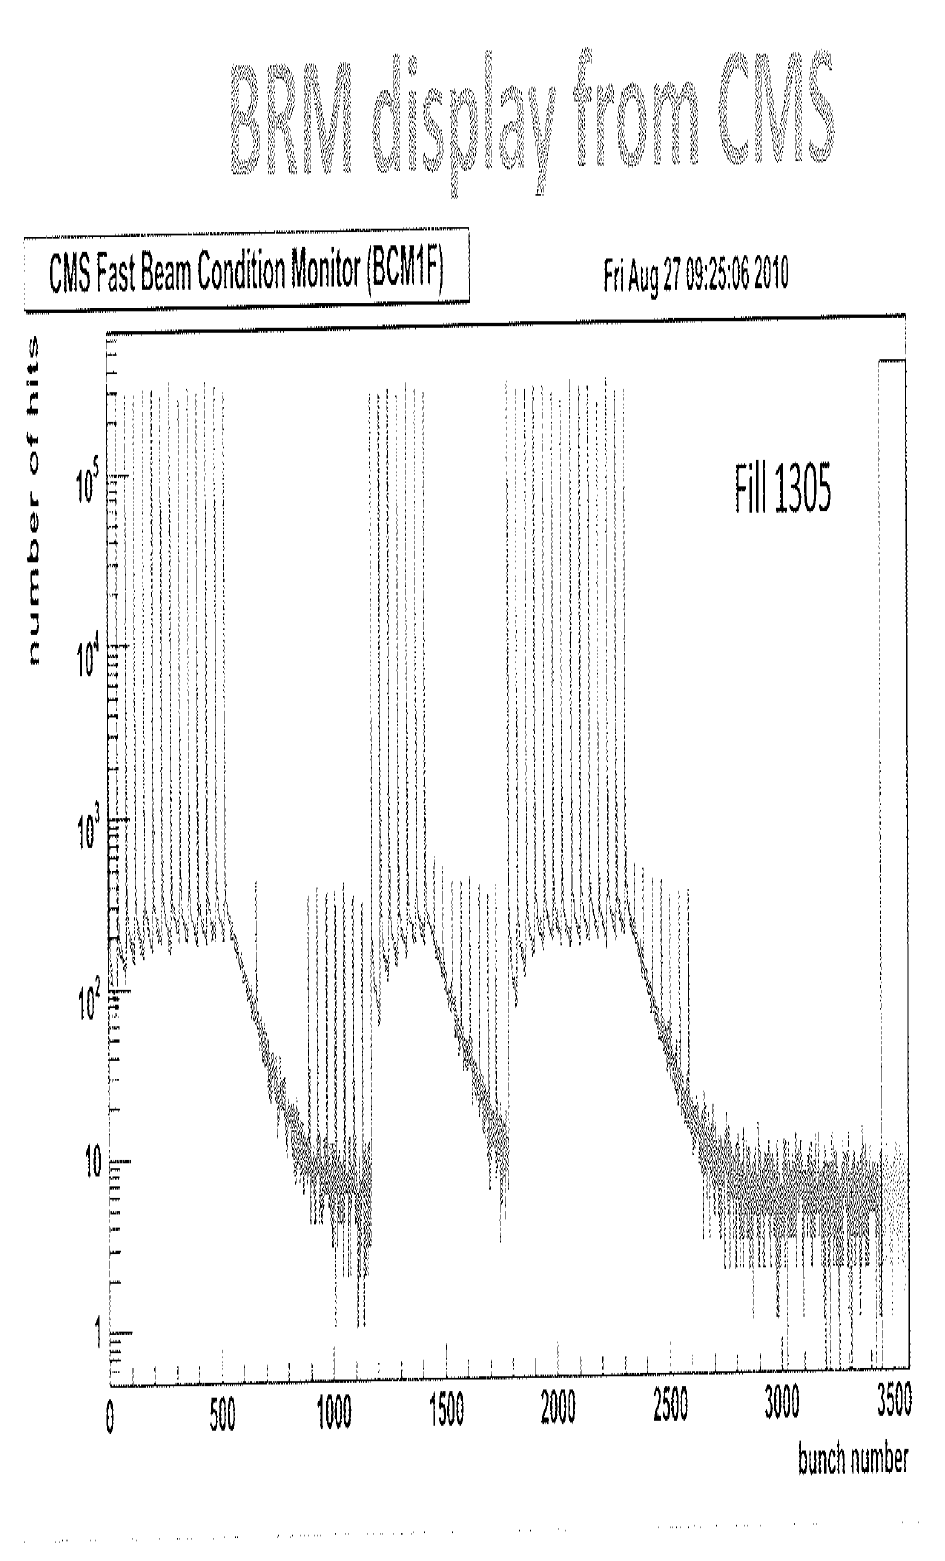 BRM display from CMS
CMS Fast Beam Condition Monitor (BCM1F)
Fri Aug 27 09:25:06 2010
number of hits
Fill 1305
10^5
10^4
10^3
10^2
10
1
0 500 1000 1500 2000 2500 3000 3500
bunch number